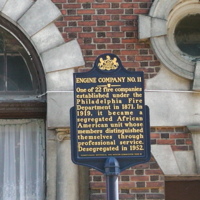 ENGINE COMPANY NO. 11
One of 22 fire companies
established under the
Philadelphia Fire
Department in 1871. In
1919, it became a
segregated African
American unit whose
members distinguished
themselves through
professional service.
Desegregated in 1952.